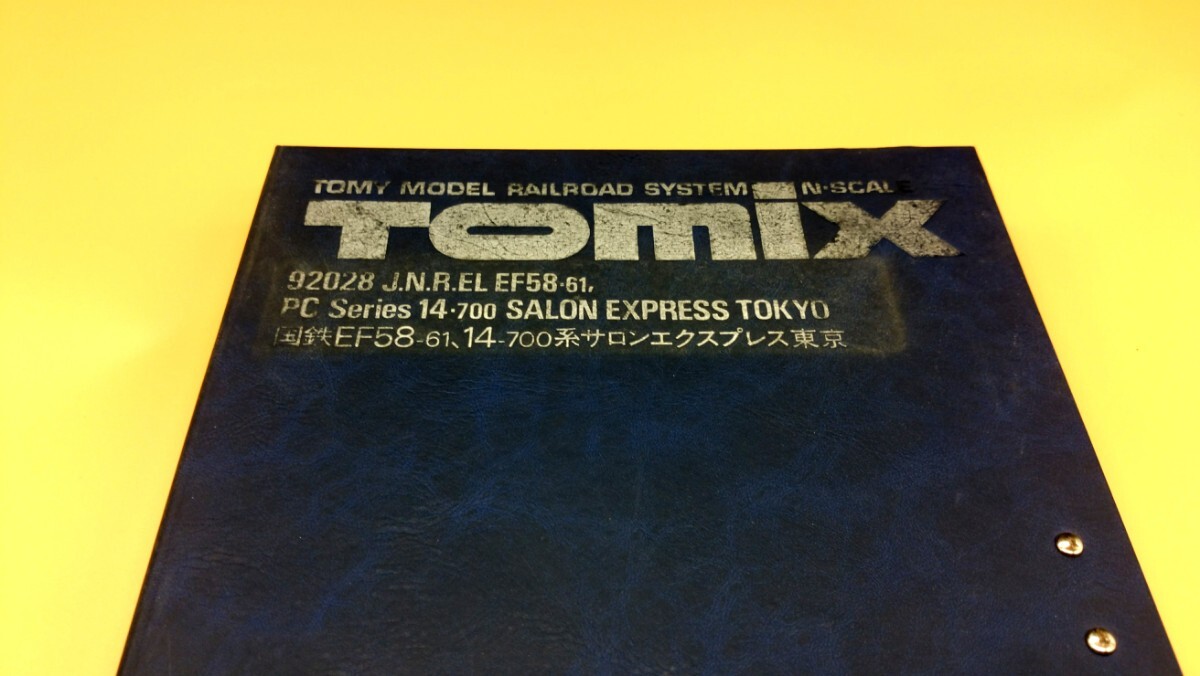 TOMY MODEL RAILROAD SYSTEM N·SCALE
TOMIX
92028 J.N.R.EL EF58·61,
PC Series 14·700 SALON EXPRESS TOKYO
国鉄EF58-61、14-700系サロンエクスプレス東京